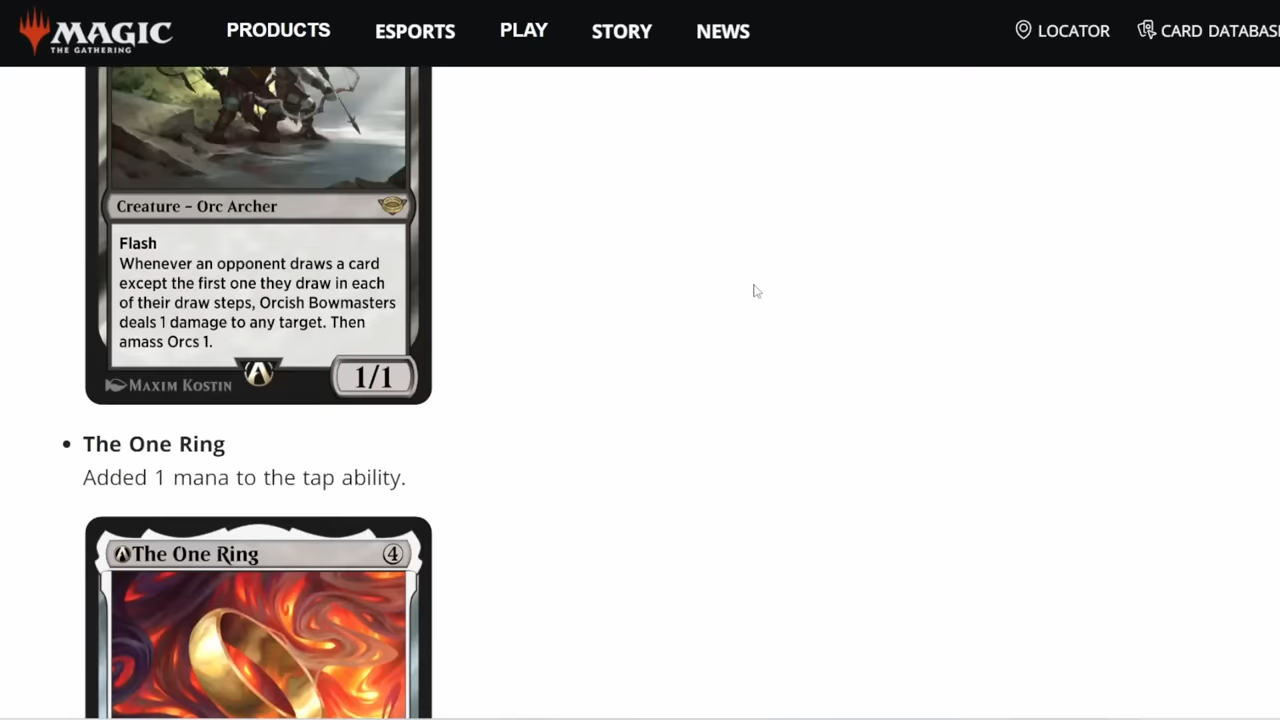 MAGIC
THE GATHERING
PRODUCTS
ESPORTS
PLAY
STORY
NEWS
LOCATOR
CARD DATABAS
Creature – Orc Archer
Flash
Whenever an opponent draws a card
except the first one they draw in each
of their draw steps, Orcish Bowmasters
deals 1 damage to any target. Then
amass Orcs 1.
MAXIM KOSTIN
1/1
• The One Ring
Added 1 mana to the tap ability.
The One Ring
4